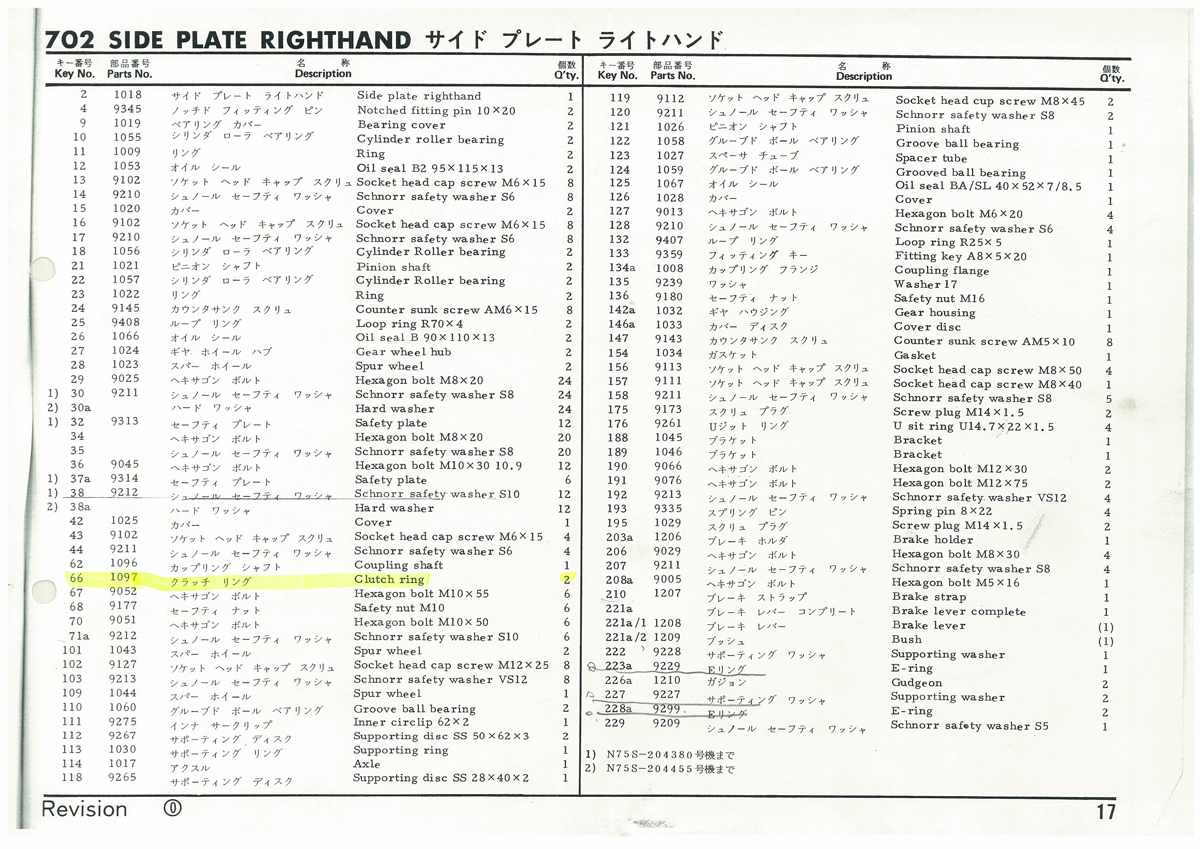 702 SIDE PLATE RIGHTHAND サイド プレート ライトハンド
キー番号 部品番号 名 称 個数
Key No. Parts No. Description Q'ty.
2 1018 サイド プレート ライトハンド Side plate righthand 1
4 9345 ノッチド フィッティング ピン Notched fitting pin 10×20 2
9 1019 ベアリング カバー Bearing cover 2
10 1055 シリンダ ローラ ベアリング Cylinder roller bearing 2
11 1009 リング Ring 2
12 1053 オイル シール Oil seal B2 95×115×13 2
13 9102 ソケット ヘッド キャップ スクリュ Socket head cap screw M6×15 8
14 9210 シュノール セーフティ ワッシャ Schnorr safety washer S6 8
15 1020 カバー Cover 2
16 9102 ソケット ヘッド キャップ スクリュ Socket head cap screw M6×15 8
17 9210 シュノール セーフティ ワッシャ Schnorr safety washer S6 8
18 1056 シリンダ ローラ ベアリング Cylinder Roller bearing 2
21 1021 ピニオン シャフト Pinion shaft 2
22 1057 シリンダ ローラ ベアリング Cylinder Roller bearing 2
23 1022 リング Ring 2
24 9145 カウンタサンク スクリュ Counter sunk screw AM6×15 8
25 9408 ループ リング Loop ring R70×4 2
26 1066 オイル シール Oil seal B 90×110×13 2
27 1024 ギヤ ホイール ハブ Gear wheel hub 2
28 1023 スパー ホイール Spur wheel 2
29 9025 ヘキサゴン ボルト Hexagon bolt M8×20 24
1) 30 9211 シュノール セーフティ ワッシャ Schnorr safety washer S8 24
2) 30a ハード ワッシャ Hard washer 24
1) 32 9313 セーフティ プレート Safety plate 12
34 ヘキサゴン ボルト Hexagon bolt M8×20 20
35 シュノール セーフティ ワッシャ Schnorr safety washer S8 20
36 9045 ヘキサゴン ボルト Hexagon bolt M10×30 10.9 12
1) 37a 9314 セーフティ プレート Safety plate 6
1) 38 9212 シュノール セーフティ ワッシャ Schnorr safety washer S10 12
2) 38a ハード ワッシャ Hard washer 12
42 1025 カバー Cover 1
43 9102 ソケット ヘッド キャップ スクリュ Socket head cap screw M6×15 4
44 9211 シュノール セーフティ ワッシャ Schnorr safety washer S6 4
62 1096 カップリング シャフト Coupling shaft 1
66 1097 クラッチ リング Clutch ring 2
67 9052 ヘキサゴン ボルト Hexagon bolt M10×55 6
68 9177 セーフティ ナット Safety nut M10 6
70 9051 ヘキサゴン ボルト Hexagon bolt M10×50 6
71a 9212 シュノール セーフティ ワッシャ Schnorr safety washer S10 6
101 1043 スパー ホイール Spur wheel 2
102 9127 ソケット ヘッド キャップ スクリュ Socket head cap screw M12×25 8
103 9213 シュノール セーフティ ワッシャ Schnorr safety washer VS12 8
109 1044 スパー ホイール Spur wheel 1
110 1060 グルーブド ボール ベアリング Groove ball bearing 2
111 9275 インナ サークリップ Inner circlip 62×2 1
112 9267 サポーティング ディスク Supporting disc SS 50×62×3 2
113 1030 サポーティング リング Supporting ring 1
114 1017 アクスル Axle 1
118 9265 サポーティング ディスク Supporting disc SS 28×40×2 1
キー番号 部品番号 名 称 個数
Key No. Parts No. Description Q'ty.
119 9112 ソケット ヘッド キャップ スクリュ Socket head cup screw M8×45 2
120 9211 シュノール セーフティ ワッシャ Schnorr safety washer S8 2
121 1026 ピニオン シャフト Pinion shaft 1
122 1058 グルーブド ボール ベアリング Groove ball bearing 1
123 1027 スペーサ チューブ Spacer tube 1
124 1059 グルーブド ボール ベアリング Grooved ball bearing 1
125 1067 オイル シール Oil seal BA/SL 40×52×7/8.5 1
126 1028 カバー Cover 1
127 9013 ヘキサゴン ボルト Hexagon bolt M6×20 4
128 9210 シュノール セーフティ ワッシャ Schnorr safety washer S6 4
132 9407 ループ リング Loop ring R25×5 1
133 9359 フィッティング キー Fitting key A8×5×20 1
134a 1008 カップリング フランジ Coupling flange 1
135 9239 ワッシャ Washer 17 1
136 9180 セーフティ ナット Safety nut M16 1
142a 1032 ギヤ ハウジング Gear housing 1
146a 1033 カバー ディスク Cover disc 1
147 9143 カウンタサンク スクリュ Counter sunk screw AM5×10 8
154 1034 ガスケット Gasket 1
156 9113 ソケット ヘッド キャップ スクリュ Socket head cap screw M8×50 4
157 9111 ソケット ヘッド キャップ スクリュ Socket head cap screw M8×40 1
158 9211 シュノール セーフティ ワッシャ Schnorr safety washer S8 5
175 9173 スクリュ プラグ Screw plug M14×1.5 2
176 9261 Uジット リング U sit ring U14.7×22×1.5 4
188 1045 ブラケット Bracket 1
189 1046 ブラケット Bracket 1
190 9066 ヘキサゴン ボルト Hexagon bolt M12×30 2
191 9076 ヘキサゴン ボルト Hexagon bolt M12×75 2
192 9213 シュノール セーフティ ワッシャ Schnorr safety washer VS12 4
193 9335 スプリング ピン Spring pin 8×22 4
195 1029 スクリュ プラグ Screw plug M14×1.5 2
203a 1206 ブレーキ ホルダ Brake holder 1
206 9029 ヘキサゴン ボルト Hexagon bolt M8×30 4
207 9211 シュノール セーフティ ワッシャ Schnorr safety washer S8 4
208a 9005 ヘキサゴン ボルト Hexagon bolt M5×16 1
210 1207 ブレーキ ストラップ Brake strap 1
221a ブレーキ レバー コンプリート Brake lever complete 1
221a/1 1208 ブレーキ レバー Brake lever (1)
221a/2 1209 ブッシュ Bush (1)
222 9228 サポーティング ワッシャ Supporting washer 1
223a 9229 Eリング E-ring 1
226a 1210 ガジョン Gudgeon 2
227 9227 サポーティング ワッシャ Supporting washer 2
228a 9299 Eリング E-ring 2
229 9209 シュノール セーフティ ワッシャ Schnorr safety washer S5 1
1) N75S-204380号機まで
2) N75S-204455号機まで
Revision ⓪ 17